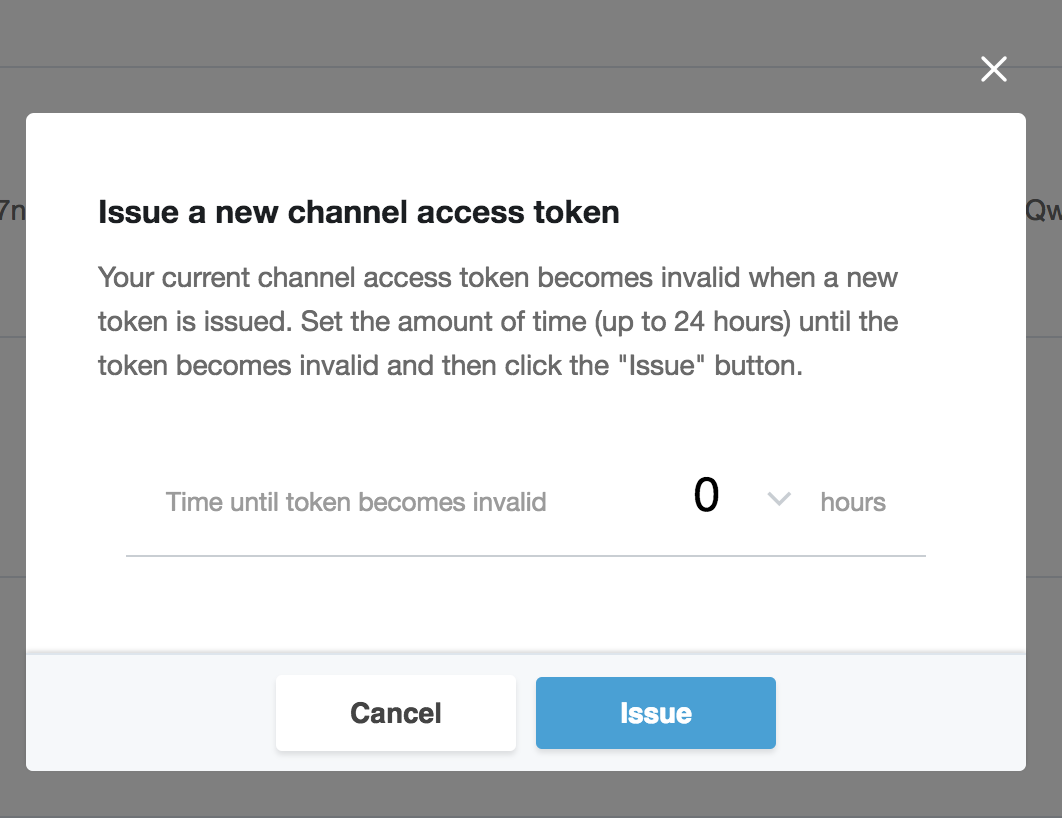 7n
Qw
Issue a new channel access token
Your current channel access token becomes invalid when a new
token is issued. Set the amount of time (up to 24 hours) until the
token becomes invalid and then click the "Issue" button.
Time until token becomes invalid 0 hours
Cancel Issue